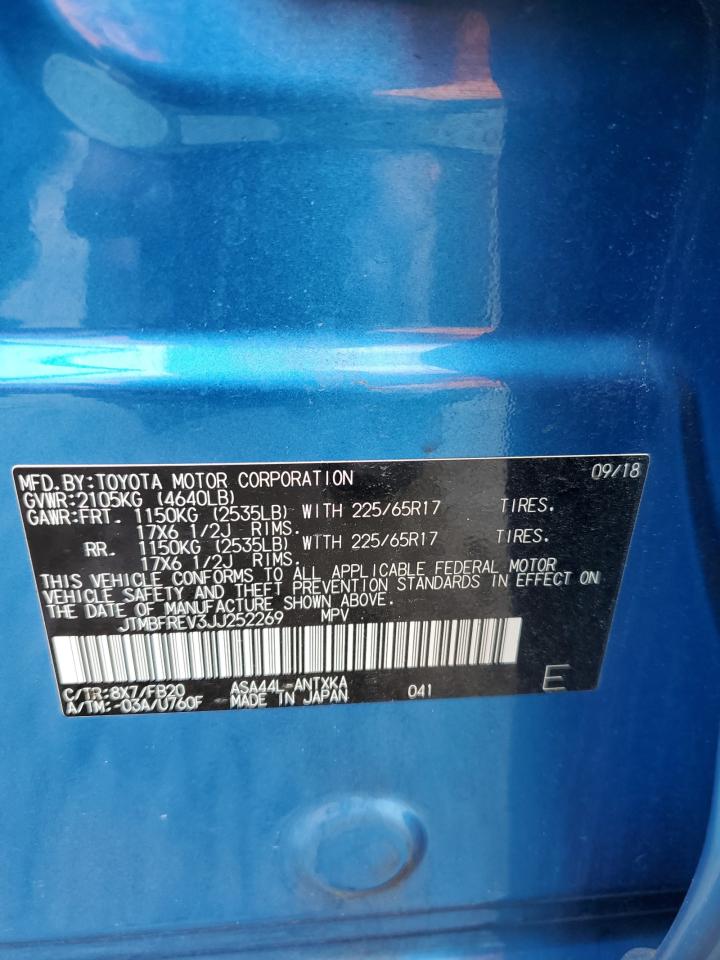 MFD.BY:TOYOTA MOTOR CORPORATION 09/18
GVWR:2105KG (4640LB)
GAWR:FRT. 1150KG (2535LB) WITH 225/65R17 TIRES.
17X6 1/2J RIMS.
RR. 1150KG (2535LB) WITH 225/65R17 TIRES.
17X6 1/2J RIMS.
THIS VEHICLE CONFORMS TO ALL APPLICABLE FEDERAL MOTOR
VEHICLE SAFETY AND THEFT PREVENTION STANDARDS IN EFFECT ON
THE DATE OF MANUFACTURE SHOWN ABOVE.
JTMBFREV3JJ252269 MPV
C/TR:8X7/FB20 ASA44L-ANTXKA
A/TM:-03A/U760F MADE IN JAPAN 041 E